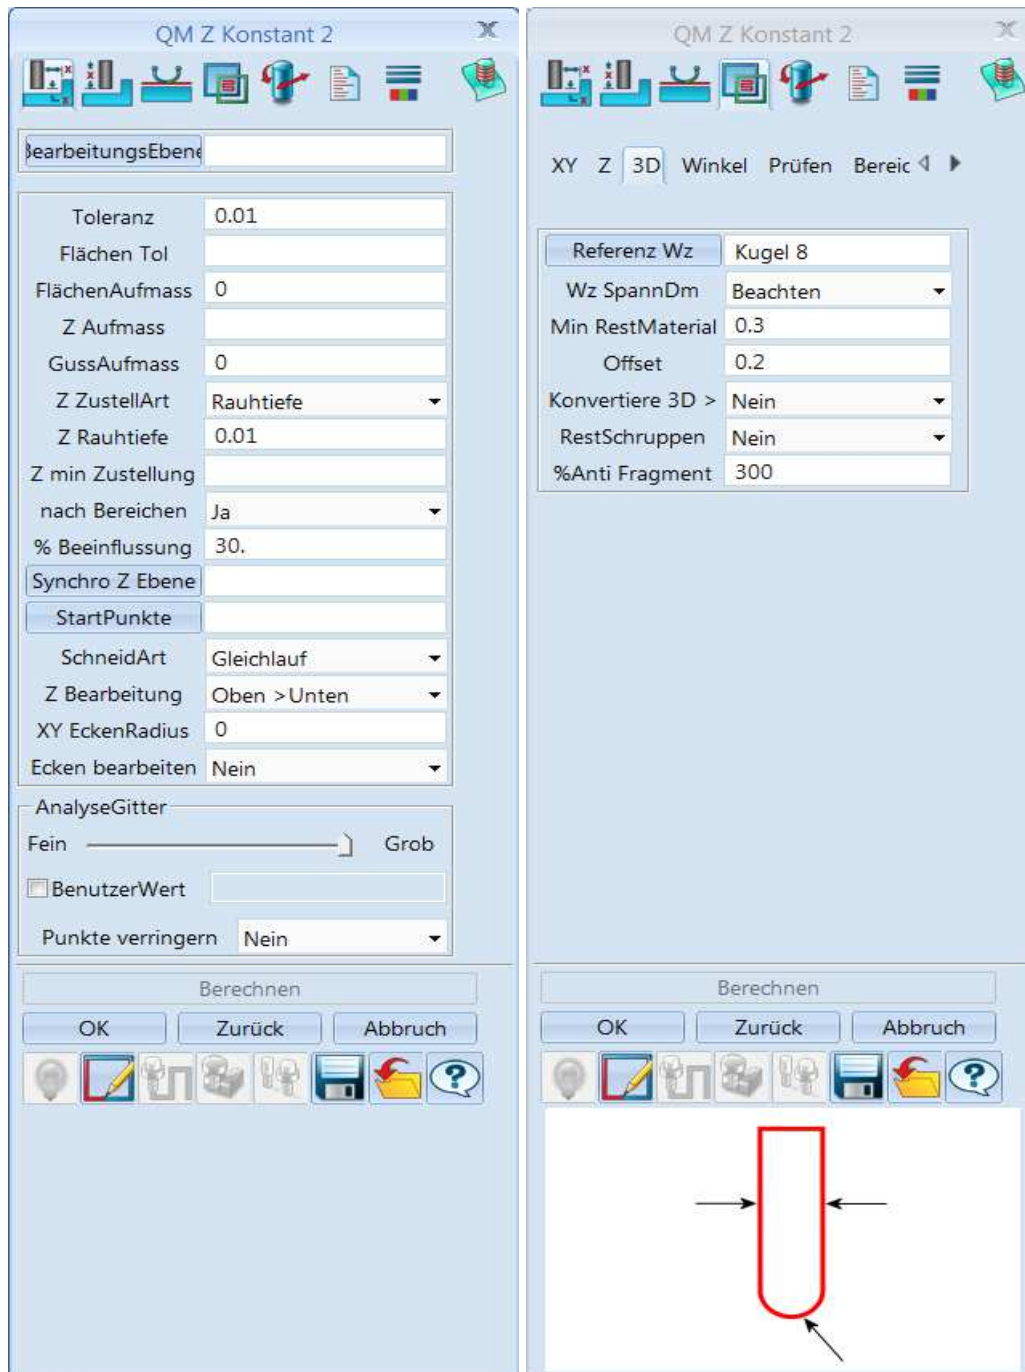 QM Z Konstant 2
BearbeitungsEbene
Toleranz 0.01
Flächen Tol
FlächenAufmass 0
Z Aufmass
GussAufmass 0
Z ZustellArt Rauhtiefe
Z Rauhtiefe 0.01
Z min Zustellung
nach Bereichen Ja
% Beeinflussung 30.
Synchro Z Ebene
StartPunkte
SchneidArt Gleichlauf
Z Bearbeitung Oben >Unten
XY EckenRadius 0
Ecken bearbeiten Nein
AnalyseGitter
Fein Grob
BenutzerWert
Punkte verringern Nein
Berechnen
OK Zurück Abbruch
QM Z Konstant 2
XY Z 3D Winkel Prüfen Bereic
Referenz Wz Kugel 8
Wz SpannDm Beachten
Min RestMaterial 0.3
Offset 0.2
Konvertiere 3D > Nein
RestSchruppen Nein
%Anti Fragment 300
Berechnen
OK Zurück Abbruch